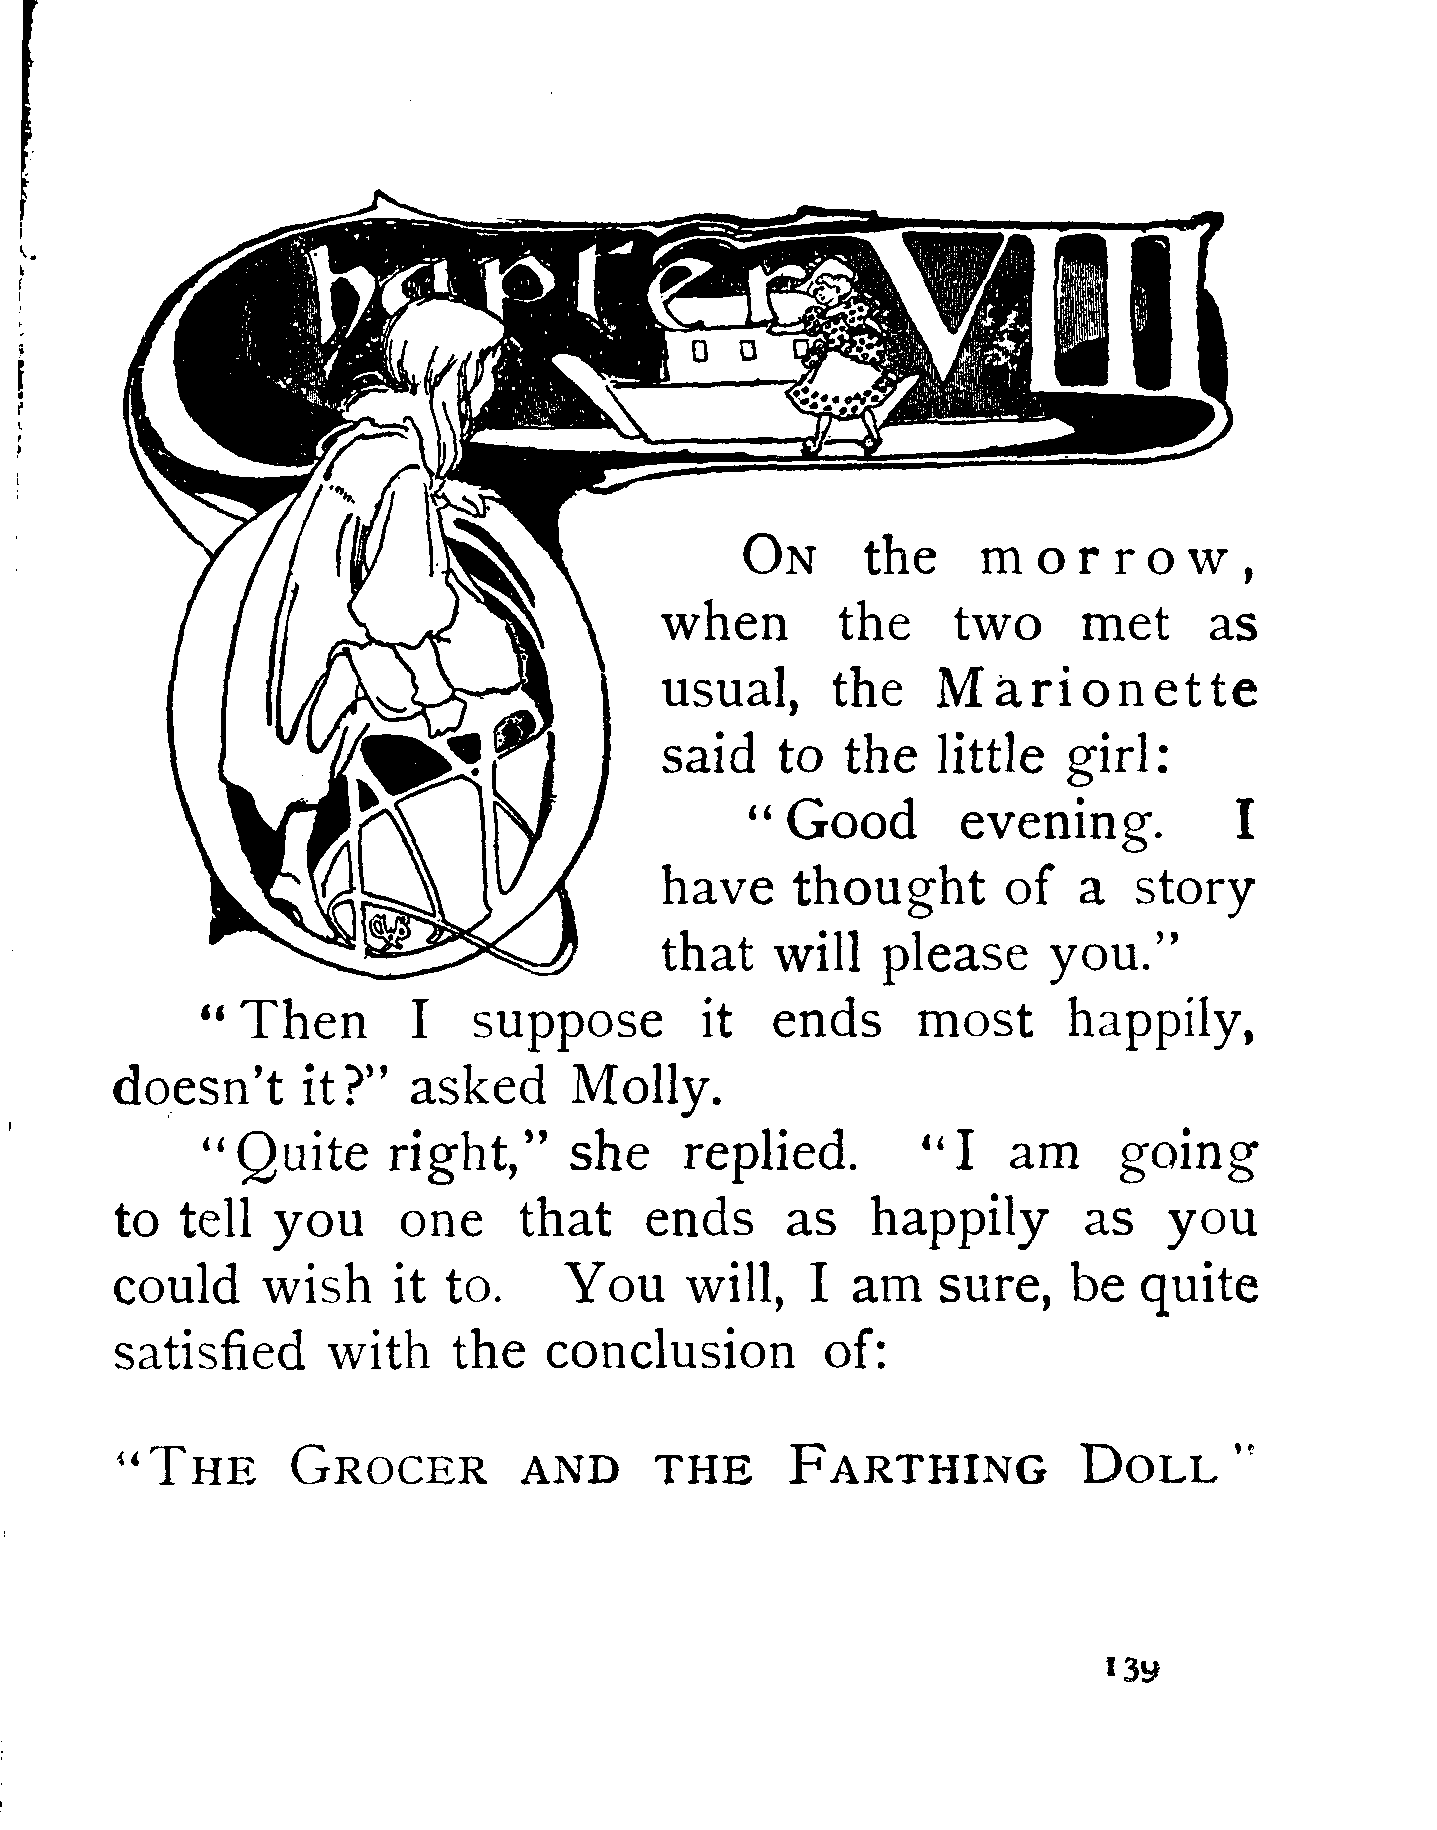 Chapter VIII
ON the morrow,
when the two met as
usual, the Marionette
said to the little girl:
“Good evening. I
have thought of a story
that will please you.”
“Then I suppose it ends most happily,
doesn't it?” asked Molly.
“Quite right,” she replied. “I am going
to tell you one that ends as happily as you
could wish it to. You will, I am sure, be quite
satisfied with the conclusion of:
“THE GROCER AND THE FARTHING DOLL”
139